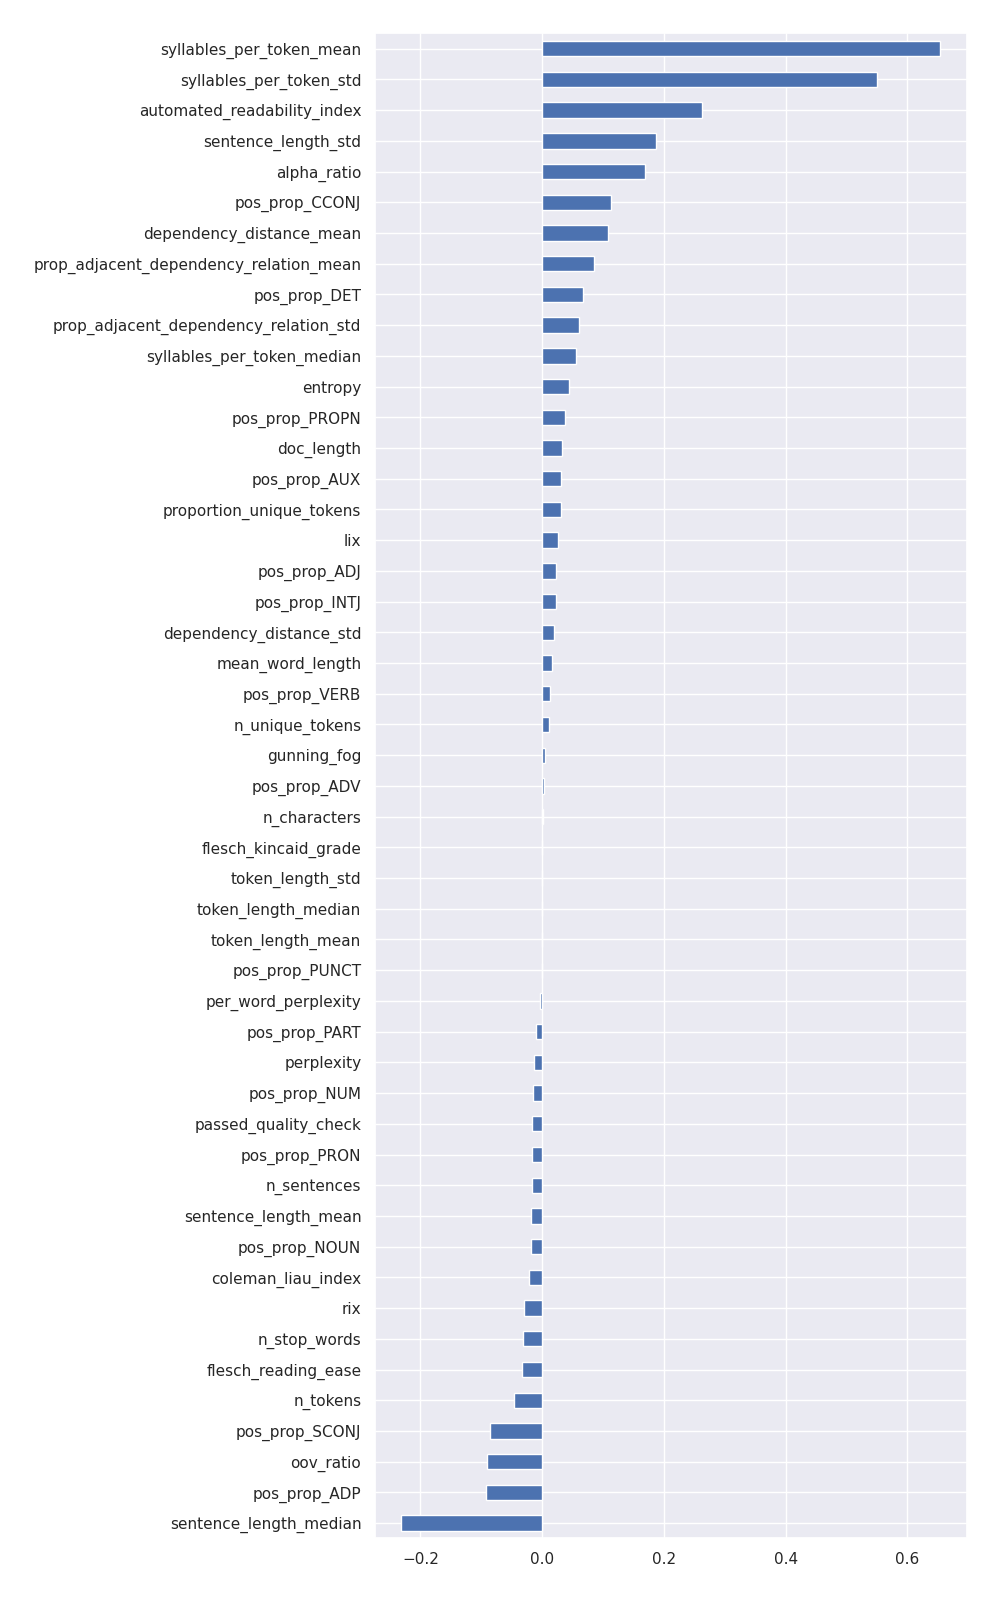 syllables_per_token_mean
syllables_per_token_std
automated_readability_index
sentence_length_std
alpha_ratio
pos_prop_CCONJ
dependency_distance_mean
prop_adjacent_dependency_relation_mean
pos_prop_DET
prop_adjacent_dependency_relation_std
syllables_per_token_median
entropy
pos_prop_PROPN
doc_length
pos_prop_AUX
proportion_unique_tokens
lix
pos_prop_ADJ
pos_prop_INTJ
dependency_distance_std
mean_word_length
pos_prop_VERB
n_unique_tokens
gunning_fog
pos_prop_ADV
n_characters
flesch_kincaid_grade
token_length_std
token_length_median
token_length_mean
pos_prop_PUNCT
per_word_perplexity
pos_prop_PART
perplexity
pos_prop_NUM
passed_quality_check
pos_prop_PRON
n_sentences
sentence_length_mean
pos_prop_NOUN
coleman_liau_index
rix
n_stop_words
flesch_reading_ease
n_tokens
pos_prop_SCONJ
oov_ratio
pos_prop_ADP
sentence_length_median
−0.2 0.0 0.2 0.4 0.6